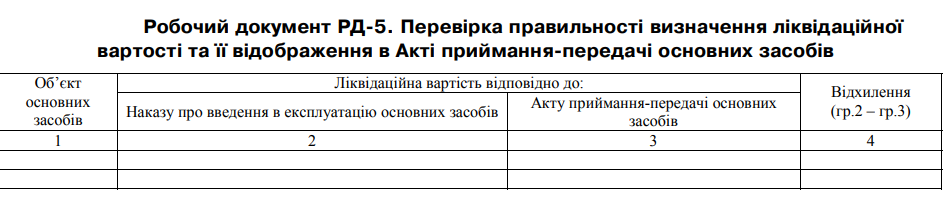 Робочий документ РД-5. Перевірка правильності визначення ліквідаційної
вартості та її відображення в Акті приймання-передачі основних засобів
Об’єкт
основних
засобів
Ліквідаційна вартість відповідно до:
Наказу про введення в експлуатацію основних засобів
Акту приймання-передачі основних
засобів
Відхилення
(гр.2 – гр.3)
1
2
3
4